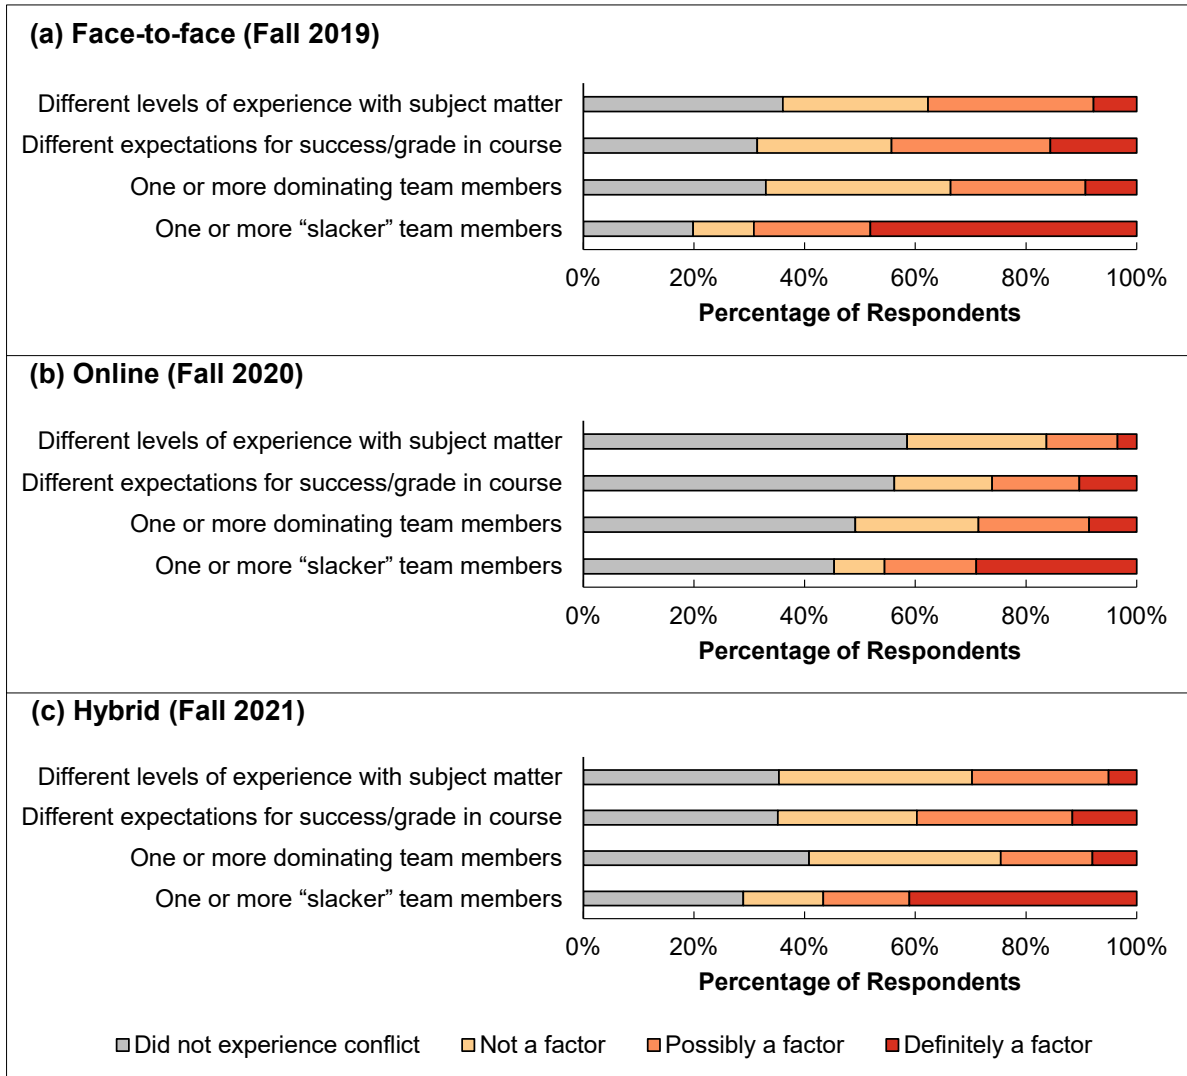 (a) Face-to-face (Fall 2019)
Different levels of experience with subject matter
Different expectations for success/grade in course
One or more dominating team members
One or more “slacker” team members
0% 20% 40% 60% 80% 100%
Percentage of Respondents
(b) Online (Fall 2020)
Different levels of experience with subject matter
Different expectations for success/grade in course
One or more dominating team members
One or more “slacker” team members
0% 20% 40% 60% 80% 100%
Percentage of Respondents
(c) Hybrid (Fall 2021)
Different levels of experience with subject matter
Different expectations for success/grade in course
One or more dominating team members
One or more “slacker” team members
0% 20% 40% 60% 80% 100%
Percentage of Respondents
Did not experience conflict Not a factor Possibly a factor Definitely a factor